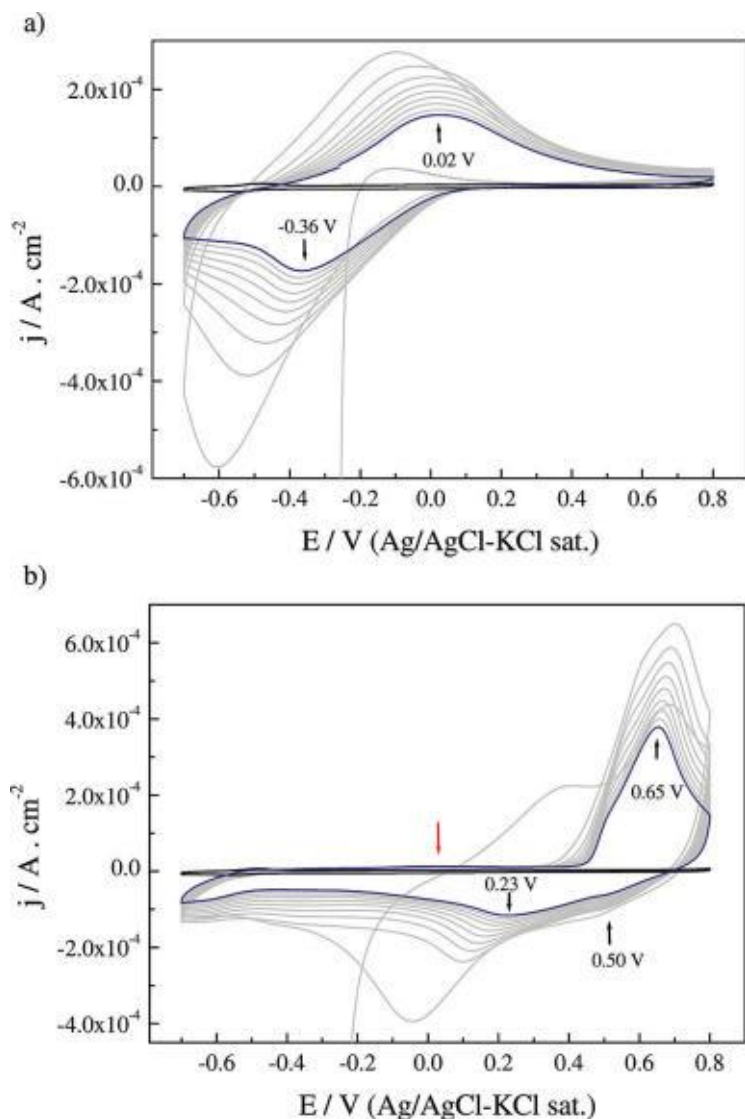 a)
2.0x10⁻⁴
0.02 V
0.0
-0.36 V
-2.0x10⁻⁴
-4.0x10⁻⁴
-6.0x10⁻⁴
j / A . cm⁻²
-0.6 -0.4 -0.2 0.0 0.2 0.4 0.6 0.8
E / V (Ag/AgCl-KCl sat.)
b)
6.0x10⁻⁴
4.0x10⁻⁴
0.65 V
2.0x10⁻⁴
0.0
0.23 V
0.50 V
-2.0x10⁻⁴
-4.0x10⁻⁴
j / A . cm⁻²
-0.6 -0.4 -0.2 0.0 0.2 0.4 0.6 0.8
E / V (Ag/AgCl-KCl sat.)